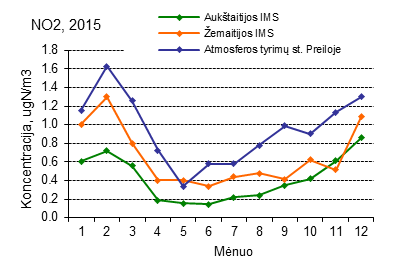 NO2, 2015
Aukštaitijos IMS
Žemaitijos IMS
Atmosferos tyrimų st. Preiloje
Koncentracija, ugN/m3
1.8
1.6
1.4
1.2
1.0
0.8
0.6
0.4
0.2
0.0
1 2 3 4 5 6 7 8 9 10 11 12
Mėnuo